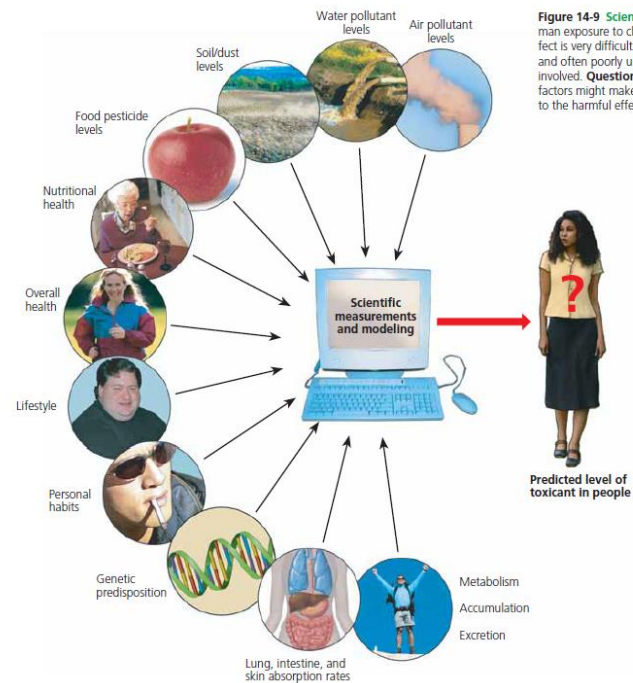 Water pollutant
levels
Air pollutant
levels
Figure 14-9 Scien
man exposure to cl
fect is very difficult
and often poorly u
involved. Question
factors might make
to the harmful effe
Soil/dust
levels
Food pesticide
levels
Nutritional
health
Overall
health
Lifestyle
Personal
habits
Genetic
predisposition
Lung, intestine, and
skin absorption rates
Metabolism
Accumulation
Excretion
Scientific
measurements
and modeling
?
Predicted level of
toxicant in people